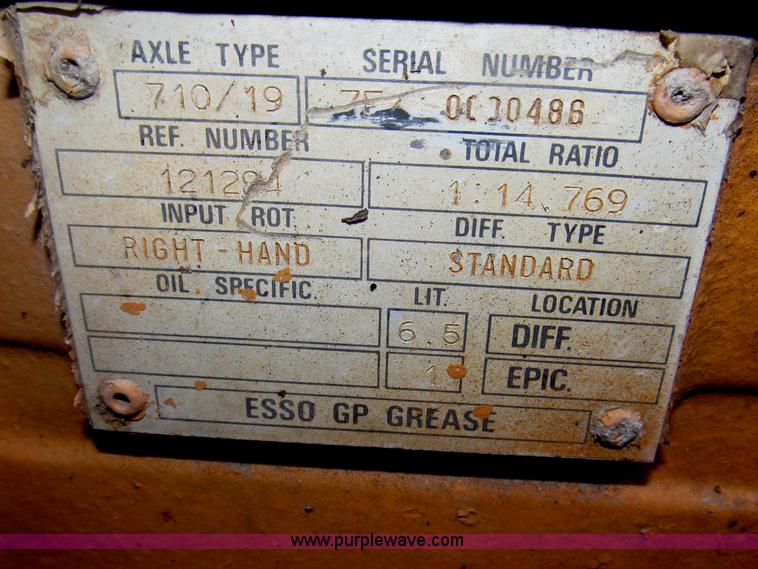 AXLE TYPE SERIAL NUMBER
710/19
REF. NUMBER TOTAL RATIO
1:14.769
INPUT ROT. DIFF. TYPE
RIGHT-HAND STANDARD
OIL SPECIFIC. LIT. LOCATION
6.5 DIFF.
1 EPIC.
ESSO GP GREASE
www.purplewave.com